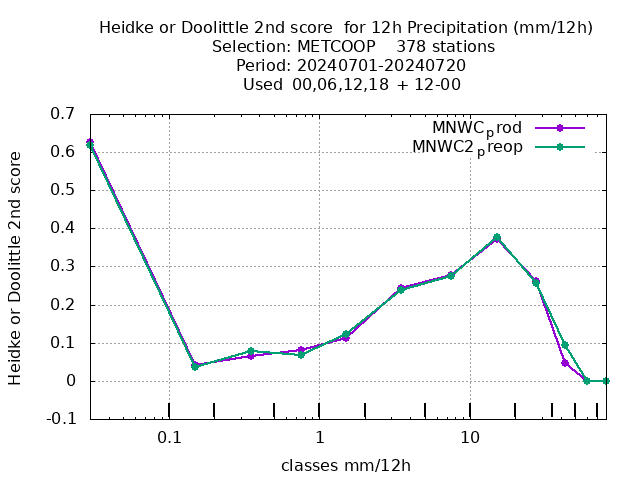 Heidke or Doolittle 2nd score  for 12h Precipitation (mm/12h)
Selection: METCOOP    378 stations
Period: 20240701-20240720
Used  00,06,12,18  + 12-00
MNWCprod
MNWC2preop
0.7
0.6
0.5
0.4
0.3
0.2
0.1
0
-0.1
Heidke or Doolittle 2nd score
0.1
1
10
classes mm/12h